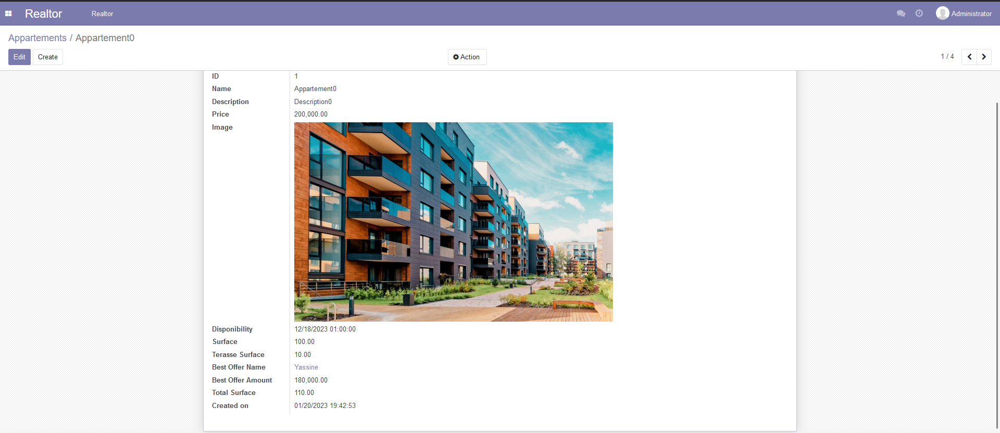 Realtor Realtor Administrator
Appartements / Appartement0
Edit Create Action 1 / 4
ID 1
Name Appartement0
Description Description0
Price 200,000.00
Image
Disponibility 12/18/2023 01:00:00
Surface 100.00
Terasse Surface 10.00
Best Offer Name Yassine
Best Offer Amount 180,000.00
Total Surface 110.00
Created on 01/20/2023 19:42:53